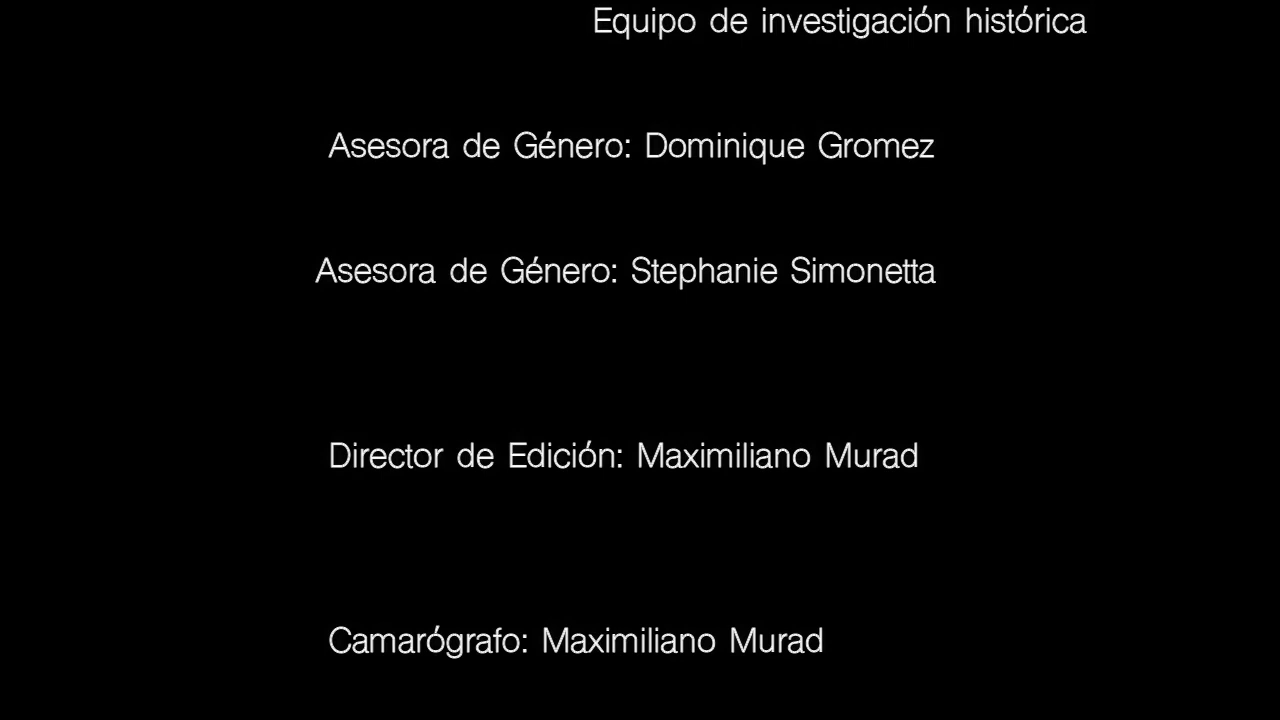 Equipo de investigación histórica
Asesora de Género: Dominique Gromez
Asesora de Género: Stephanie Simonetta
Director de Edición: Maximiliano Murad
Camarógrafo: Maximiliano Murad